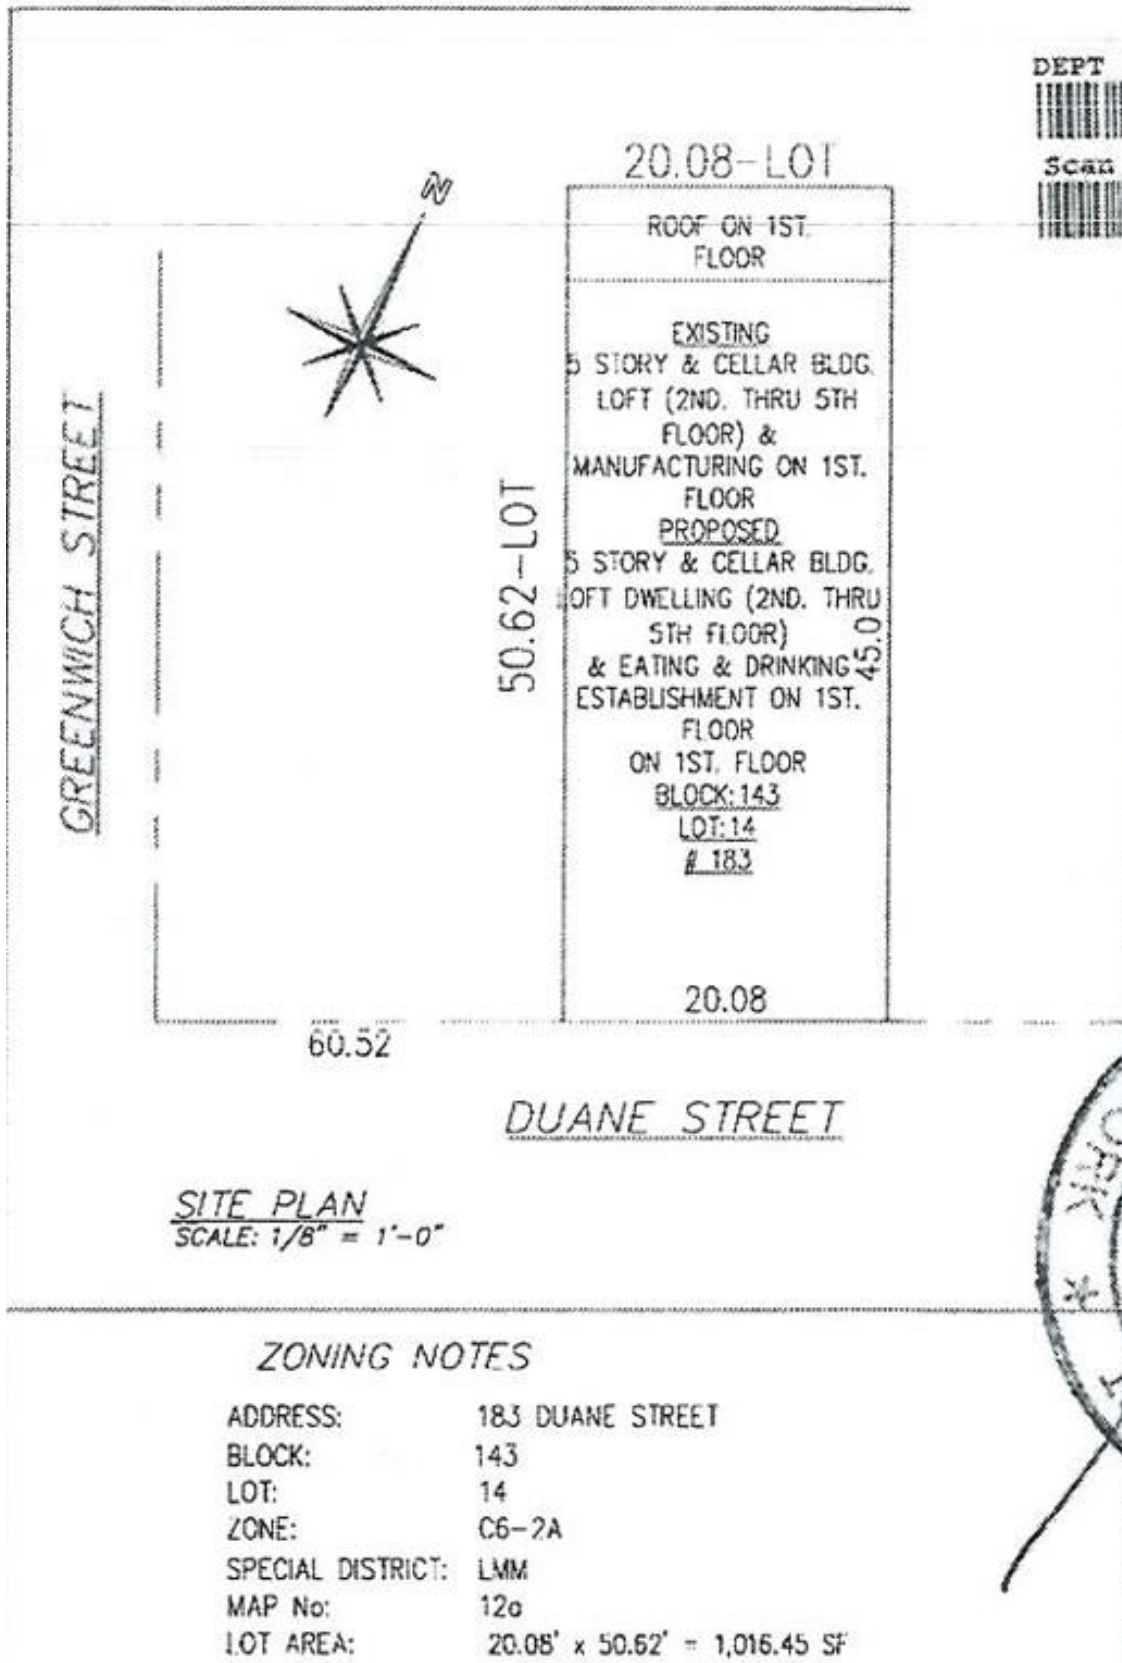 DEPT
Scan
20.08-LOT
N
ROOF ON 1ST.
FLOOR
EXISTING
5 STORY & CELLAR BLDG.
LOFT (2ND. THRU 5TH
FLOOR) &
MANUFACTURING ON 1ST.
FLOOR
PROPOSED
5 STORY & CELLAR BLDG.
LOFT DWELLING (2ND. THRU
5TH FLOOR)
& EATING & DRINKING
ESTABLISHMENT ON 1ST.
FLOOR
ON 1ST. FLOOR
BLOCK:143
LOT:14
# 183
50.62-LOT
45.0
20.08
GREENWICH STREET
60.52
DUANE STREET
SITE PLAN
SCALE: 1/8" = 1'-0"
ORK *
ZONING NOTES
ADDRESS: 183 DUANE STREET
BLOCK: 143
LOT: 14
ZONE: C6-2A
SPECIAL DISTRICT: LMM
MAP No: 12a
LOT AREA: 20.08' x 50.62' = 1,016.45 SF